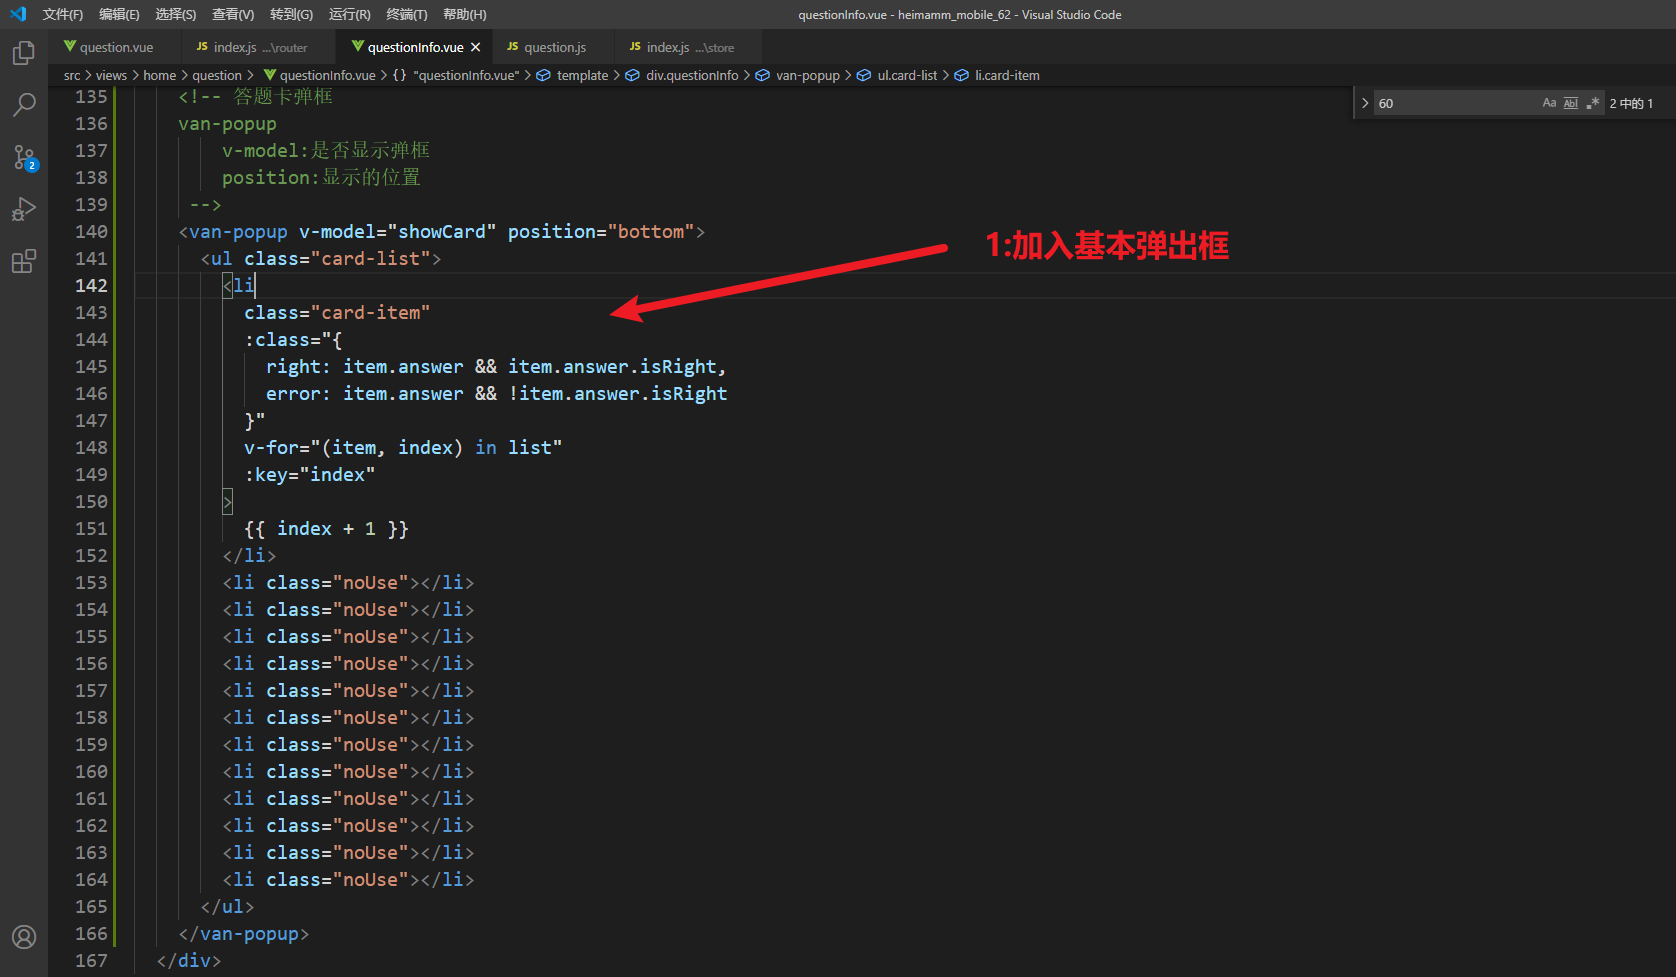 文件(F) 编辑(E) 选择(S) 查看(V) 转到(G) 运行(R) 终端(T) 帮助(H) questionInfo.vue - heimamm_mobile_62 - Visual Studio Code
question.vue JS index.js ...\router questionInfo.vue × JS question.js JS index.js ...\store
src > views > home > question > questionInfo.vue > {} "questionInfo.vue" > template > div.questionInfo > van-popup > ul.card-list > li.card-item
60 Aa Abl .* 2 中的 1
2
135 <!-- 答题卡弹框
136 van-popup
137 v-model:是否显示弹框
138 position:显示的位置
139 -->
140 <van-popup v-model="showCard" position="bottom">
1:加入基本弹出框
141 <ul class="card-list">
142 <li
143 class="card-item"
144 :class="{
145 right: item.answer && item.answer.isRight,
146 error: item.answer && !item.answer.isRight
147 }"
148 v-for="(item, index) in list"
149 :key="index"
150 >
151 {{ index + 1 }}
152 </li>
153 <li class="noUse"></li>
154 <li class="noUse"></li>
155 <li class="noUse"></li>
156 <li class="noUse"></li>
157 <li class="noUse"></li>
158 <li class="noUse"></li>
159 <li class="noUse"></li>
160 <li class="noUse"></li>
161 <li class="noUse"></li>
162 <li class="noUse"></li>
163 <li class="noUse"></li>
164 <li class="noUse"></li>
165 </ul>
166 </van-popup>
167 </div>